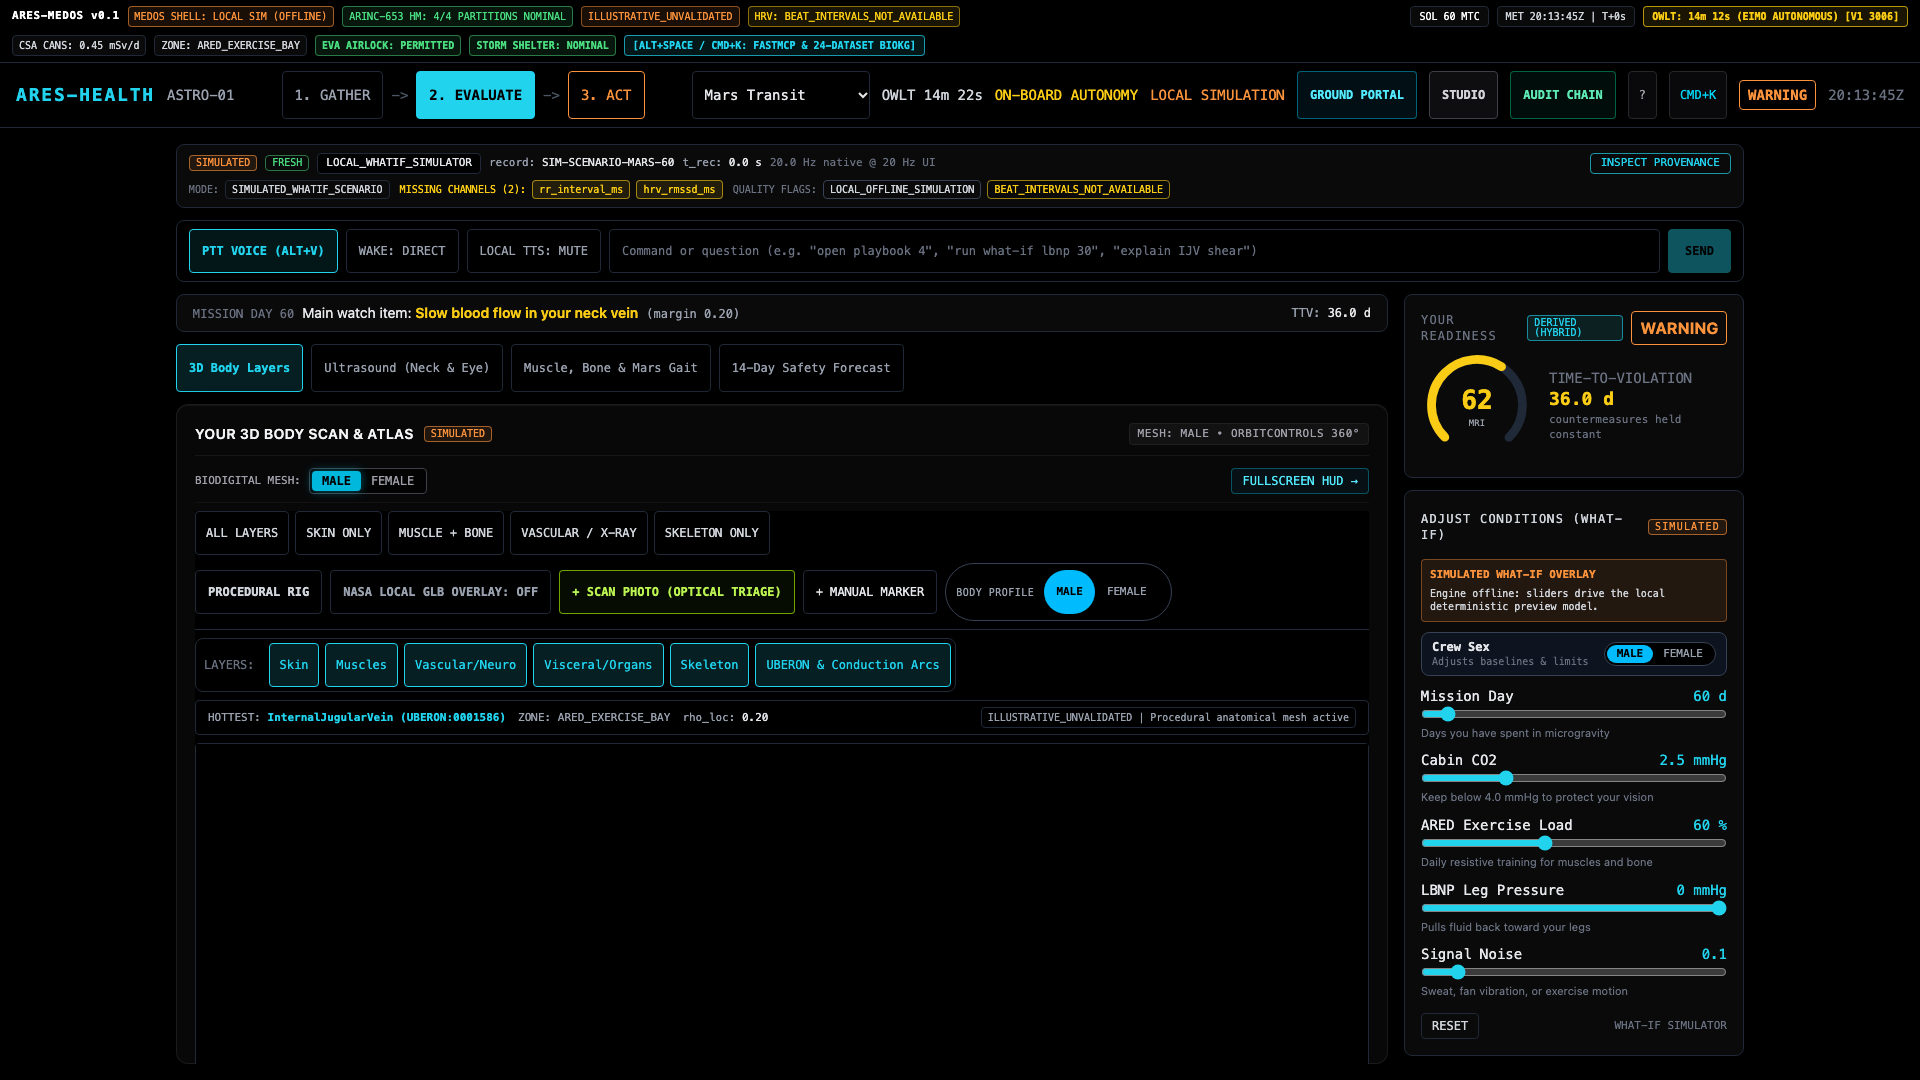 ARES-MEDOS v0.1 MEDOS SHELL: LOCAL SIM (OFFLINE) ARINC-653 HM: 4/4 PARTITIONS NOMINAL ILLUSTRATIVE_UNVALIDATED HRV: BEAT_INTERVALS_NOT_AVAILABLE SOL 60 MTC MET 20:13:45Z | T+0s OWLT: 14m 12s (EIMO AUTONOMOUS) [V1 3006]
CSA CANS: 0.45 mSv/d ZONE: ARED_EXERCISE_BAY EVA AIRLOCK: PERMITTED STORM SHELTER: NOMINAL [ALT+SPACE / CMD+K: FASTMCP & 24-DATASET BIOKG]
ARES-HEALTH ASTRO-01 1. GATHER -> 2. EVALUATE -> 3. ACT Mars Transit OWLT 14m 22s ON-BOARD AUTONOMY LOCAL SIMULATION GROUND PORTAL STUDIO AUDIT CHAIN ? CMD+K WARNING 20:13:45Z
SIMULATED FRESH LOCAL_WHATIF_SIMULATOR record: SIM-SCENARIO-MARS-60 t_rec: 0.0 s 20.0 Hz native @ 20 Hz UI INSPECT PROVENANCE
MODE: SIMULATED_WHATIF_SCENARIO MISSING CHANNELS (2): rr_interval_ms hrv_rmssd_ms QUALITY FLAGS: LOCAL_OFFLINE_SIMULATION BEAT_INTERVALS_NOT_AVAILABLE
PTT VOICE (ALT+V) WAKE: DIRECT LOCAL TTS: MUTE Command or question (e.g. "open playbook 4", "run what-if lbnp 30", "explain IJV shear") SEND
MISSION DAY 60 Main watch item: Slow blood flow in your neck vein (margin 0.20) TTV: 36.0 d
3D Body Layers Ultrasound (Neck & Eye) Muscle, Bone & Mars Gait 14-Day Safety Forecast
YOUR 3D BODY SCAN & ATLAS SIMULATED MESH: MALE • ORBITCONTROLS 360°
BIODIGITAL MESH: MALE FEMALE FULLSCREEN HUD →
ALL LAYERS SKIN ONLY MUSCLE + BONE VASCULAR / X-RAY SKELETON ONLY
PROCEDURAL RIG NASA LOCAL GLB OVERLAY: OFF + SCAN PHOTO (OPTICAL TRIAGE) + MANUAL MARKER BODY PROFILE MALE FEMALE
LAYERS: Skin Muscles Vascular/Neuro Visceral/Organs Skeleton UBERON & Conduction Arcs
HOTTEST: InternalJugularVein (UBERON:0001586) ZONE: ARED_EXERCISE_BAY rho_loc: 0.20 ILLUSTRATIVE_UNVALIDATED | Procedural anatomical mesh active
YOUR READINESS DERIVED (HYBRID) WARNING
62
MRI
TIME-TO-VIOLATION
36.0 d
countermeasures held
constant
ADJUST CONDITIONS (WHAT-
IF) SIMULATED
SIMULATED WHAT-IF OVERLAY
Engine offline: sliders drive the local
deterministic preview model.
Crew Sex
Adjusts baselines & limits MALE FEMALE
Mission Day 60 d
Days you have spent in microgravity
Cabin CO2 2.5 mmHg
Keep below 4.0 mmHg to protect your vision
ARED Exercise Load 60 %
Daily resistive training for muscles and bone
LBNP Leg Pressure 0 mmHg
Pulls fluid back toward your legs
Signal Noise 0.1
Sweat, fan vibration, or exercise motion
RESET WHAT-IF SIMULATOR